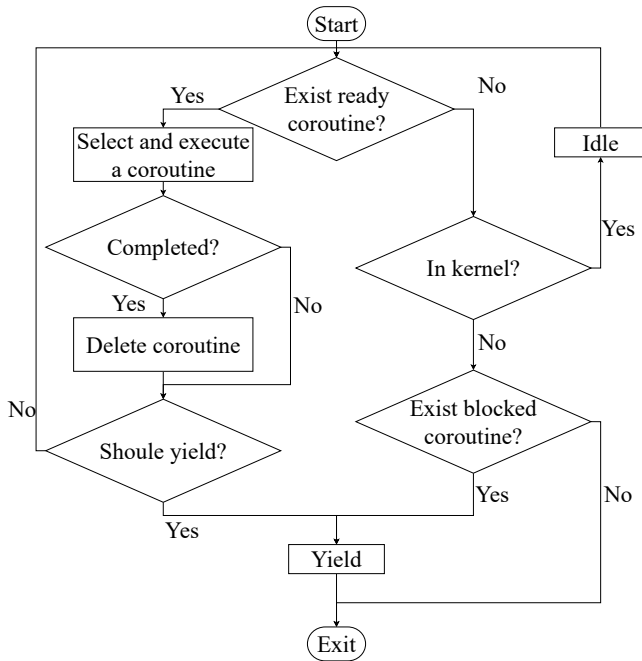 Start
Exist ready
coroutine?
Yes
No
Select and execute
a coroutine
Idle
Completed?
In kernel?
Yes
Yes
No
Delete coroutine
No
No
Shoule yield?
Exist blocked
coroutine?
Yes
Yes
No
Yield
Exit